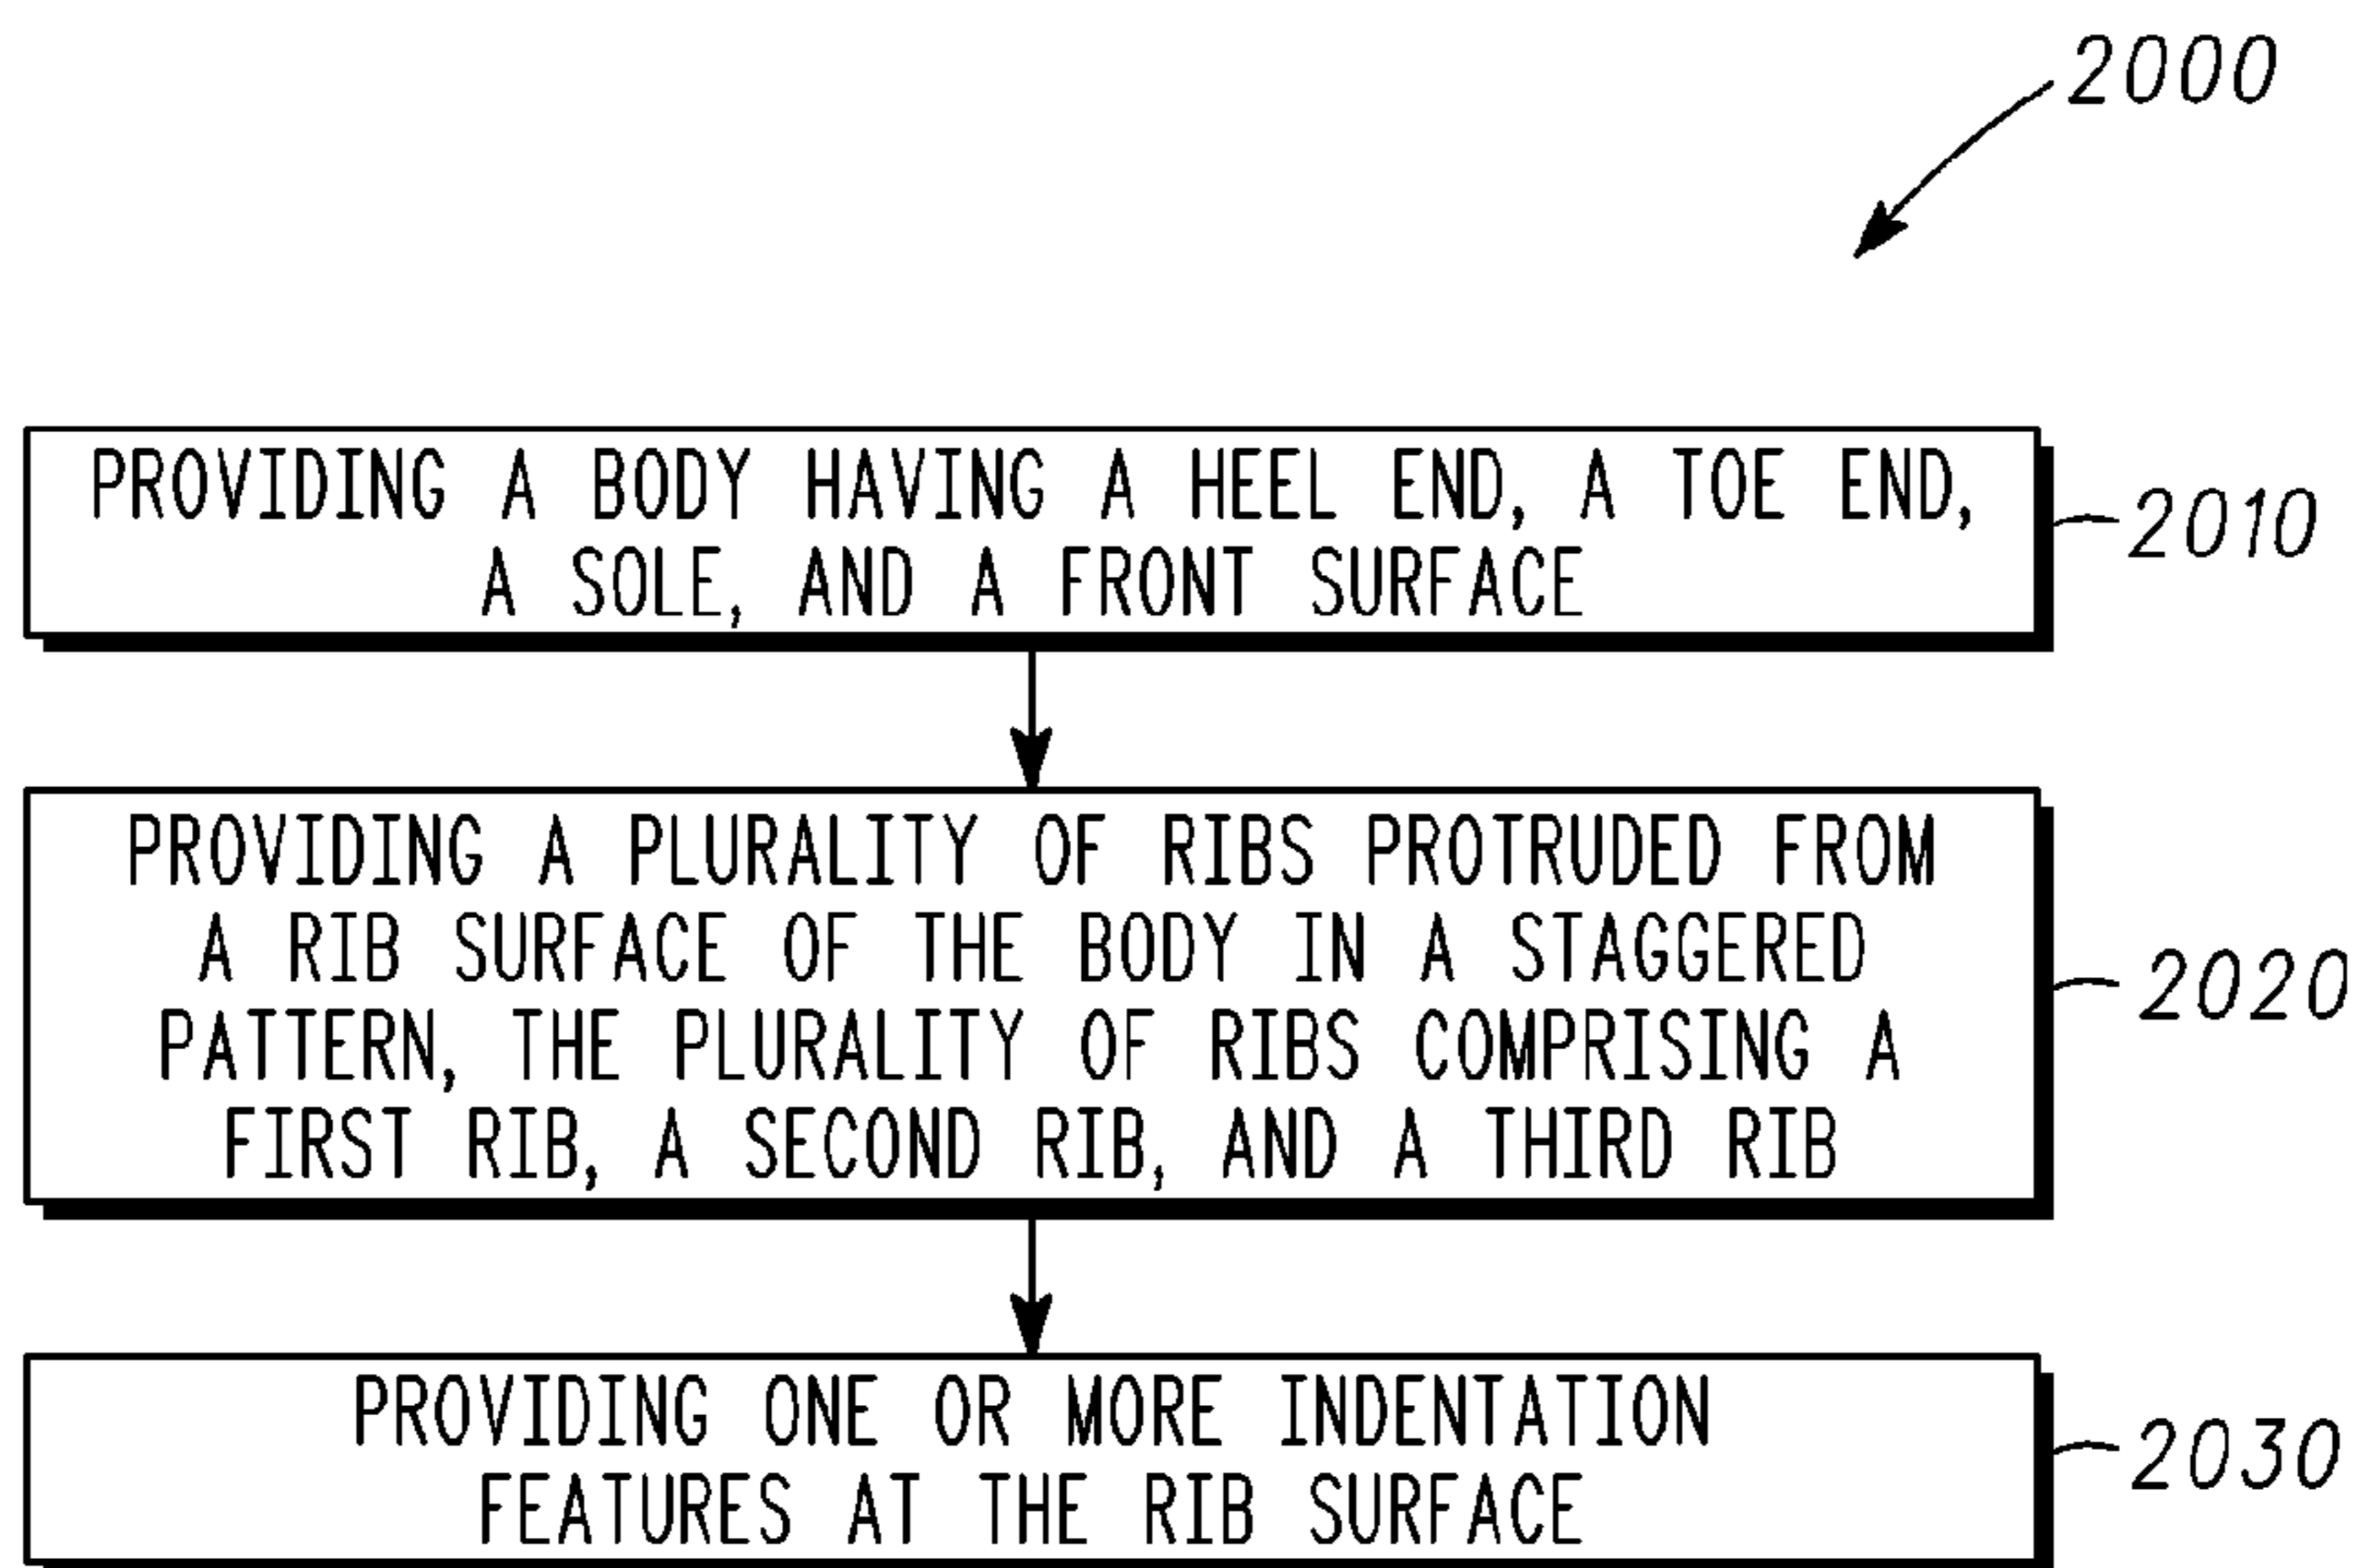 2000
PROVIDING A BODY HAVING A HEEL END, A TOE END,
A SOLE, AND A FRONT SURFACE
2010
PROVIDING A PLURALITY OF RIBS PROTRUDED FROM
A RIB SURFACE OF THE BODY IN A STAGGERED
PATTERN, THE PLURALITY OF RIBS COMPRISING A
FIRST RIB, A SECOND RIB, AND A THIRD RIB
2020
PROVIDING ONE OR MORE INDENTATION
FEATURES AT THE RIB SURFACE
2030